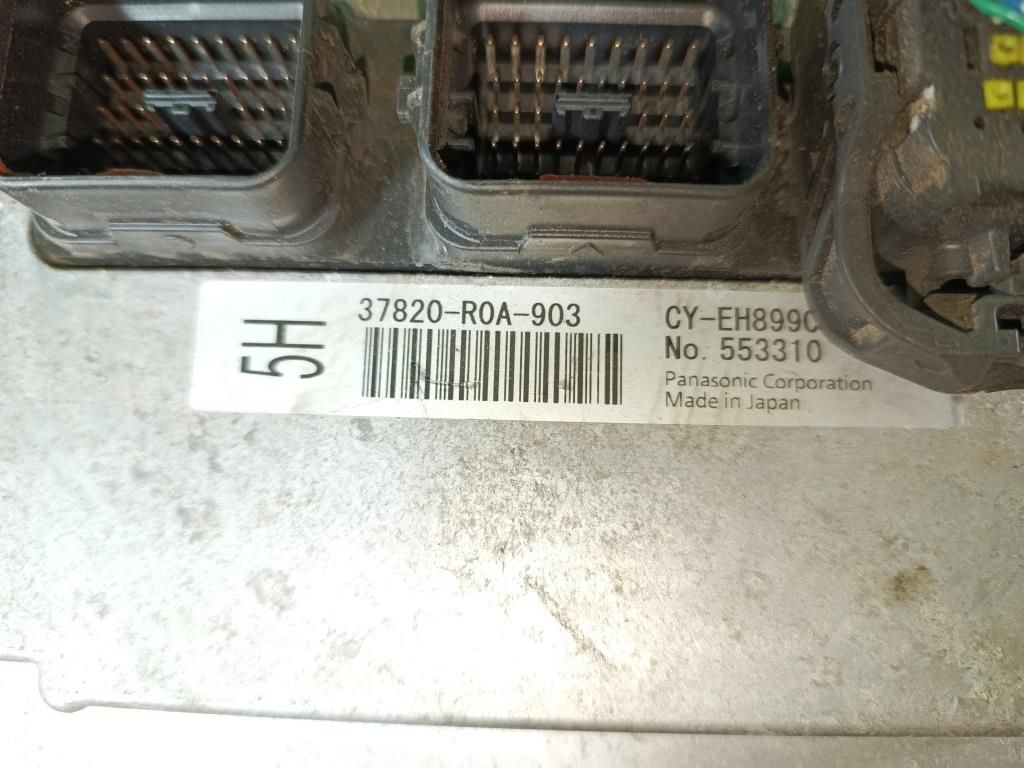 5H
37820-R0A-903
CY-EH899C
No. 553310
Panasonic Corporation
Made in Japan